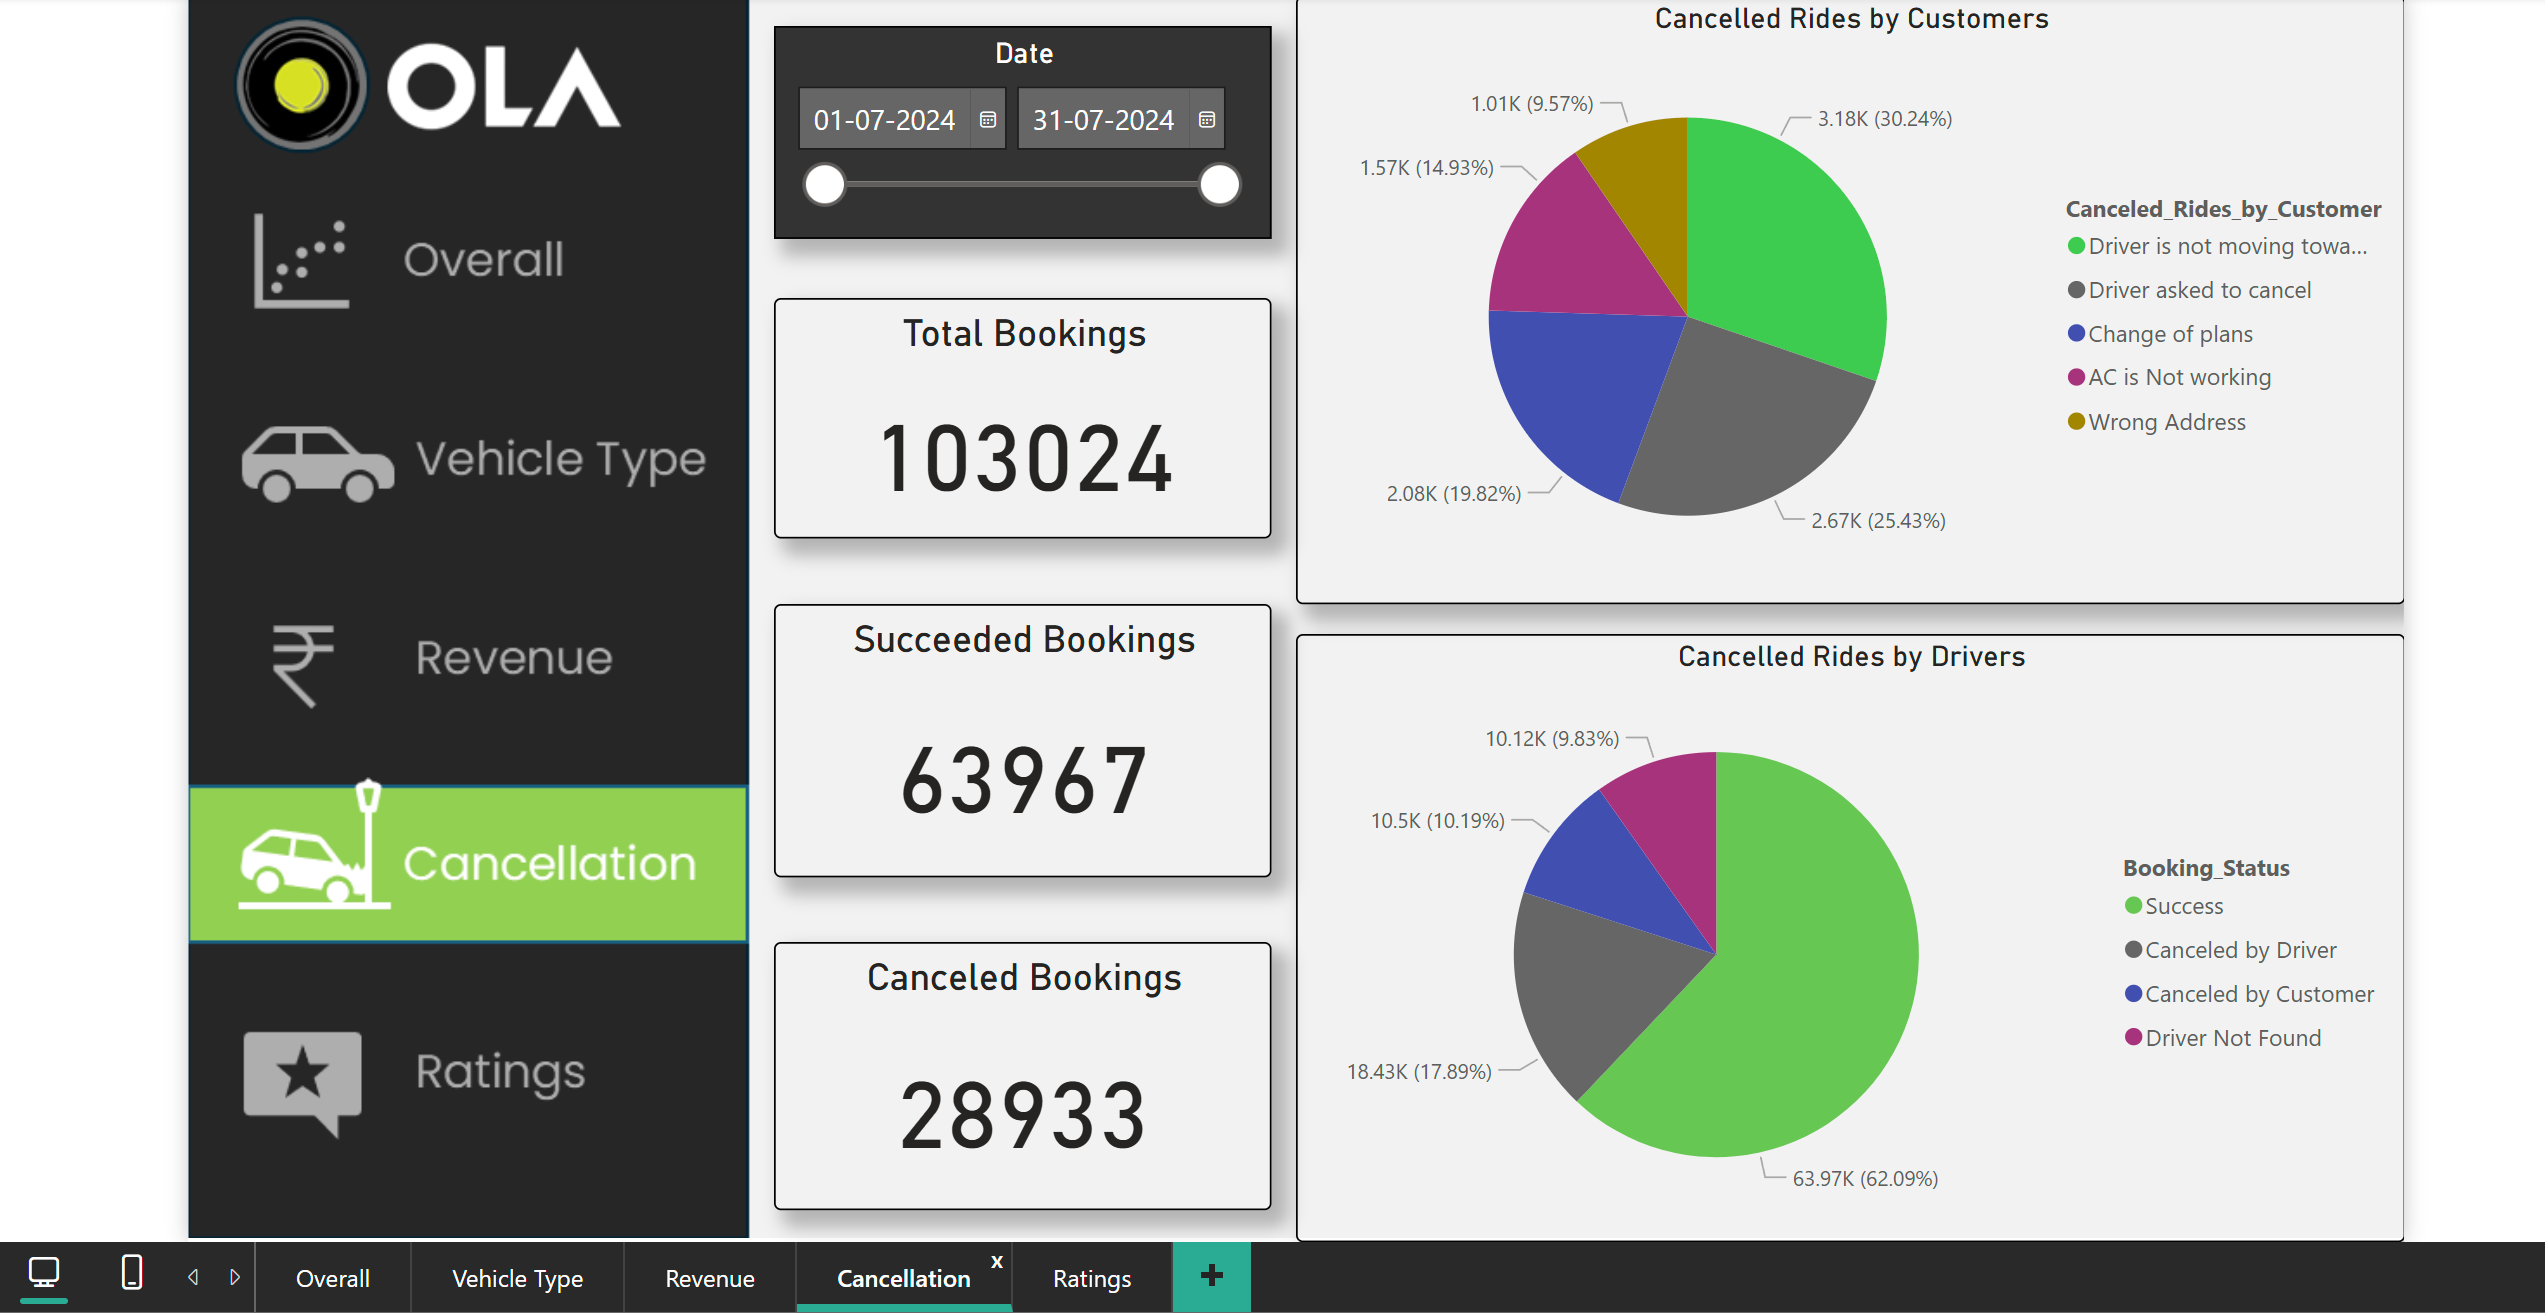 OLA
Overall
Vehicle Type
₹
Revenue
Cancellation
Ratings
Date
01-07-2024
31-07-2024
Total Bookings
103024
Succeeded Bookings
63967
Canceled Bookings
28933
Cancelled Rides by Customers
1.01K (9.57%)
3.18K (30.24%)
1.57K (14.93%)
2.08K (19.82%)
2.67K (25.43%)
Canceled_Rides_by_Customer
Driver is not moving towa...
Driver asked to cancel
Change of plans
AC is Not working
Wrong Address
Cancelled Rides by Drivers
10.12K (9.83%)
10.5K (10.19%)
18.43K (17.89%)
63.97K (62.09%)
Booking_Status
Success
Canceled by Driver
Canceled by Customer
Driver Not Found
Overall
Vehicle Type
Revenue
Cancellation
x
Ratings
+